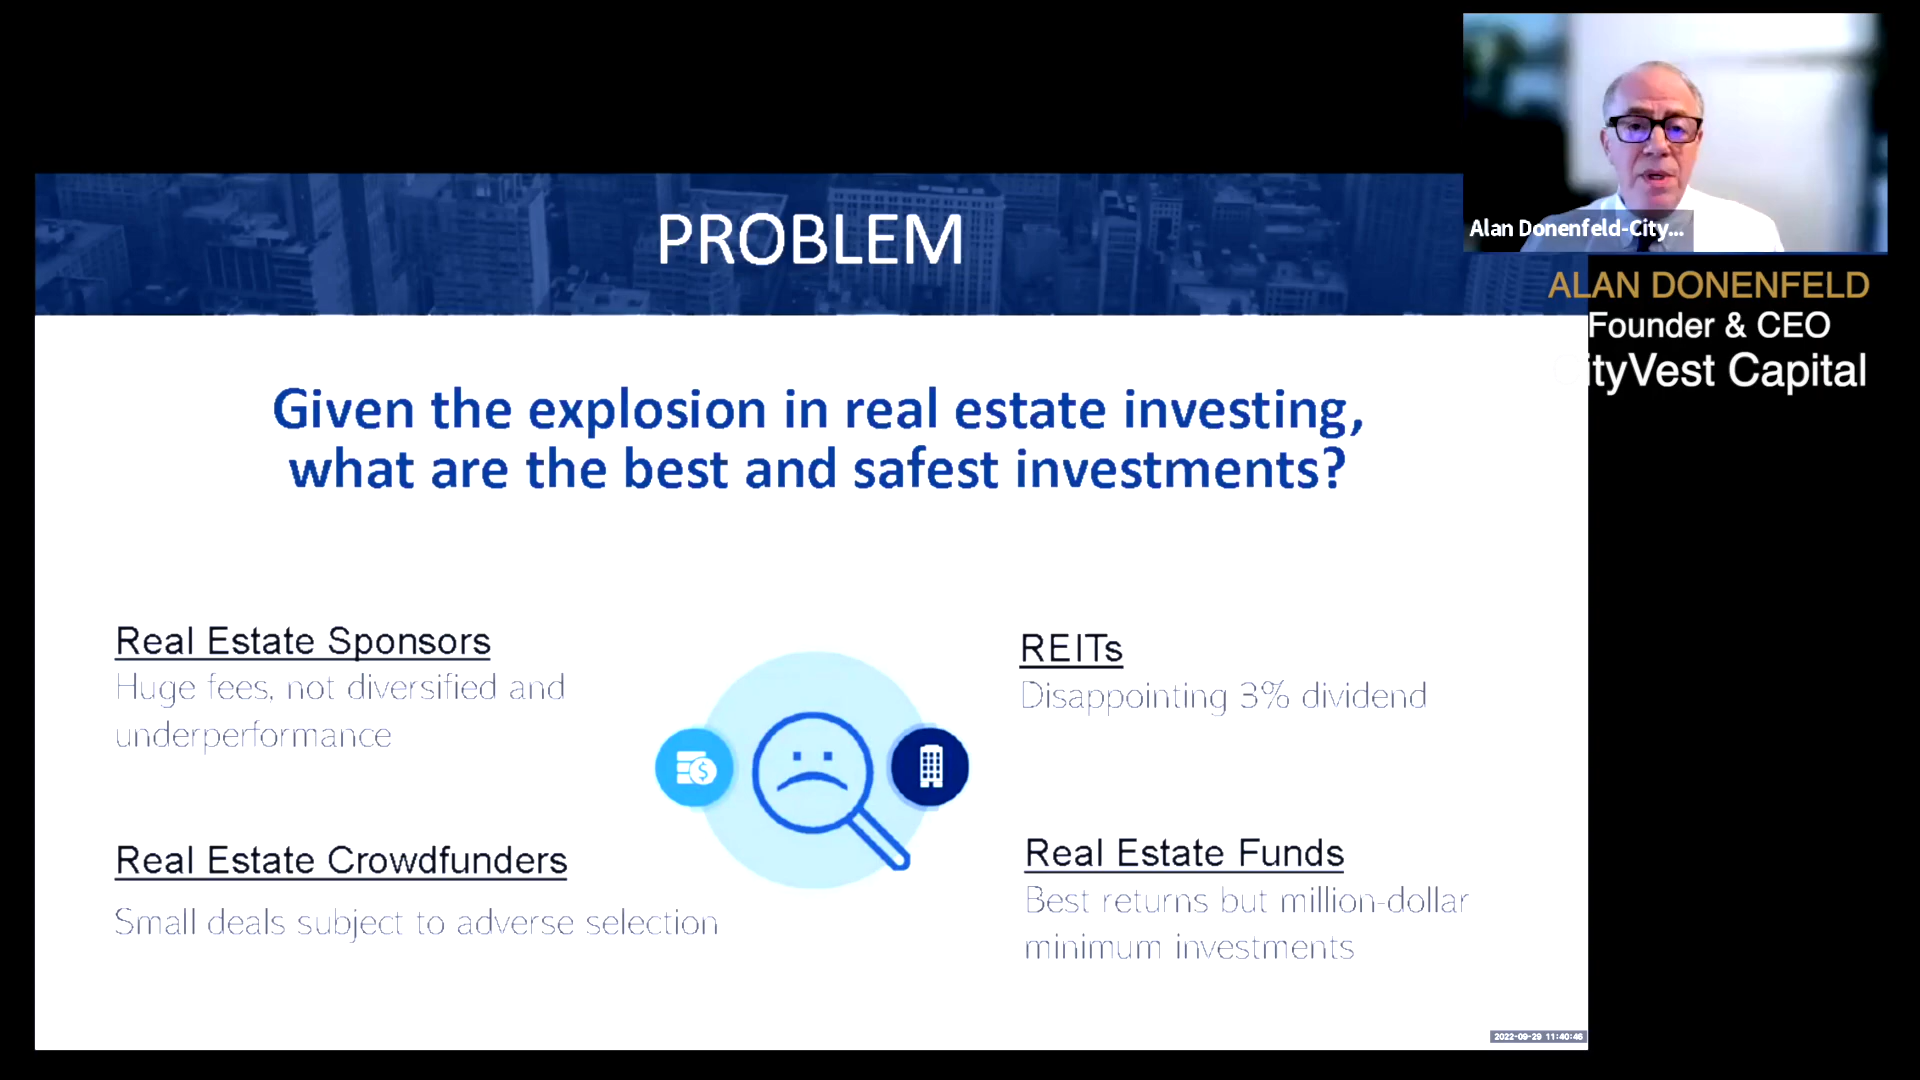 PROBLEM
Alan Donenfeld-City...
ALAN DONENFELD
Founder & CEO
ityVest Capital
Given the explosion in real estate investing,
what are the best and safest investments?
Real Estate Sponsors
Huge fees, not diversified and
underperformance
REITs
Disappointing 3% dividend
$
Real Estate Crowdfunders
Small deals subject to adverse selection
Real Estate Funds
Best returns but million-dollar
minimum investments
2022-09-29 11:40:46